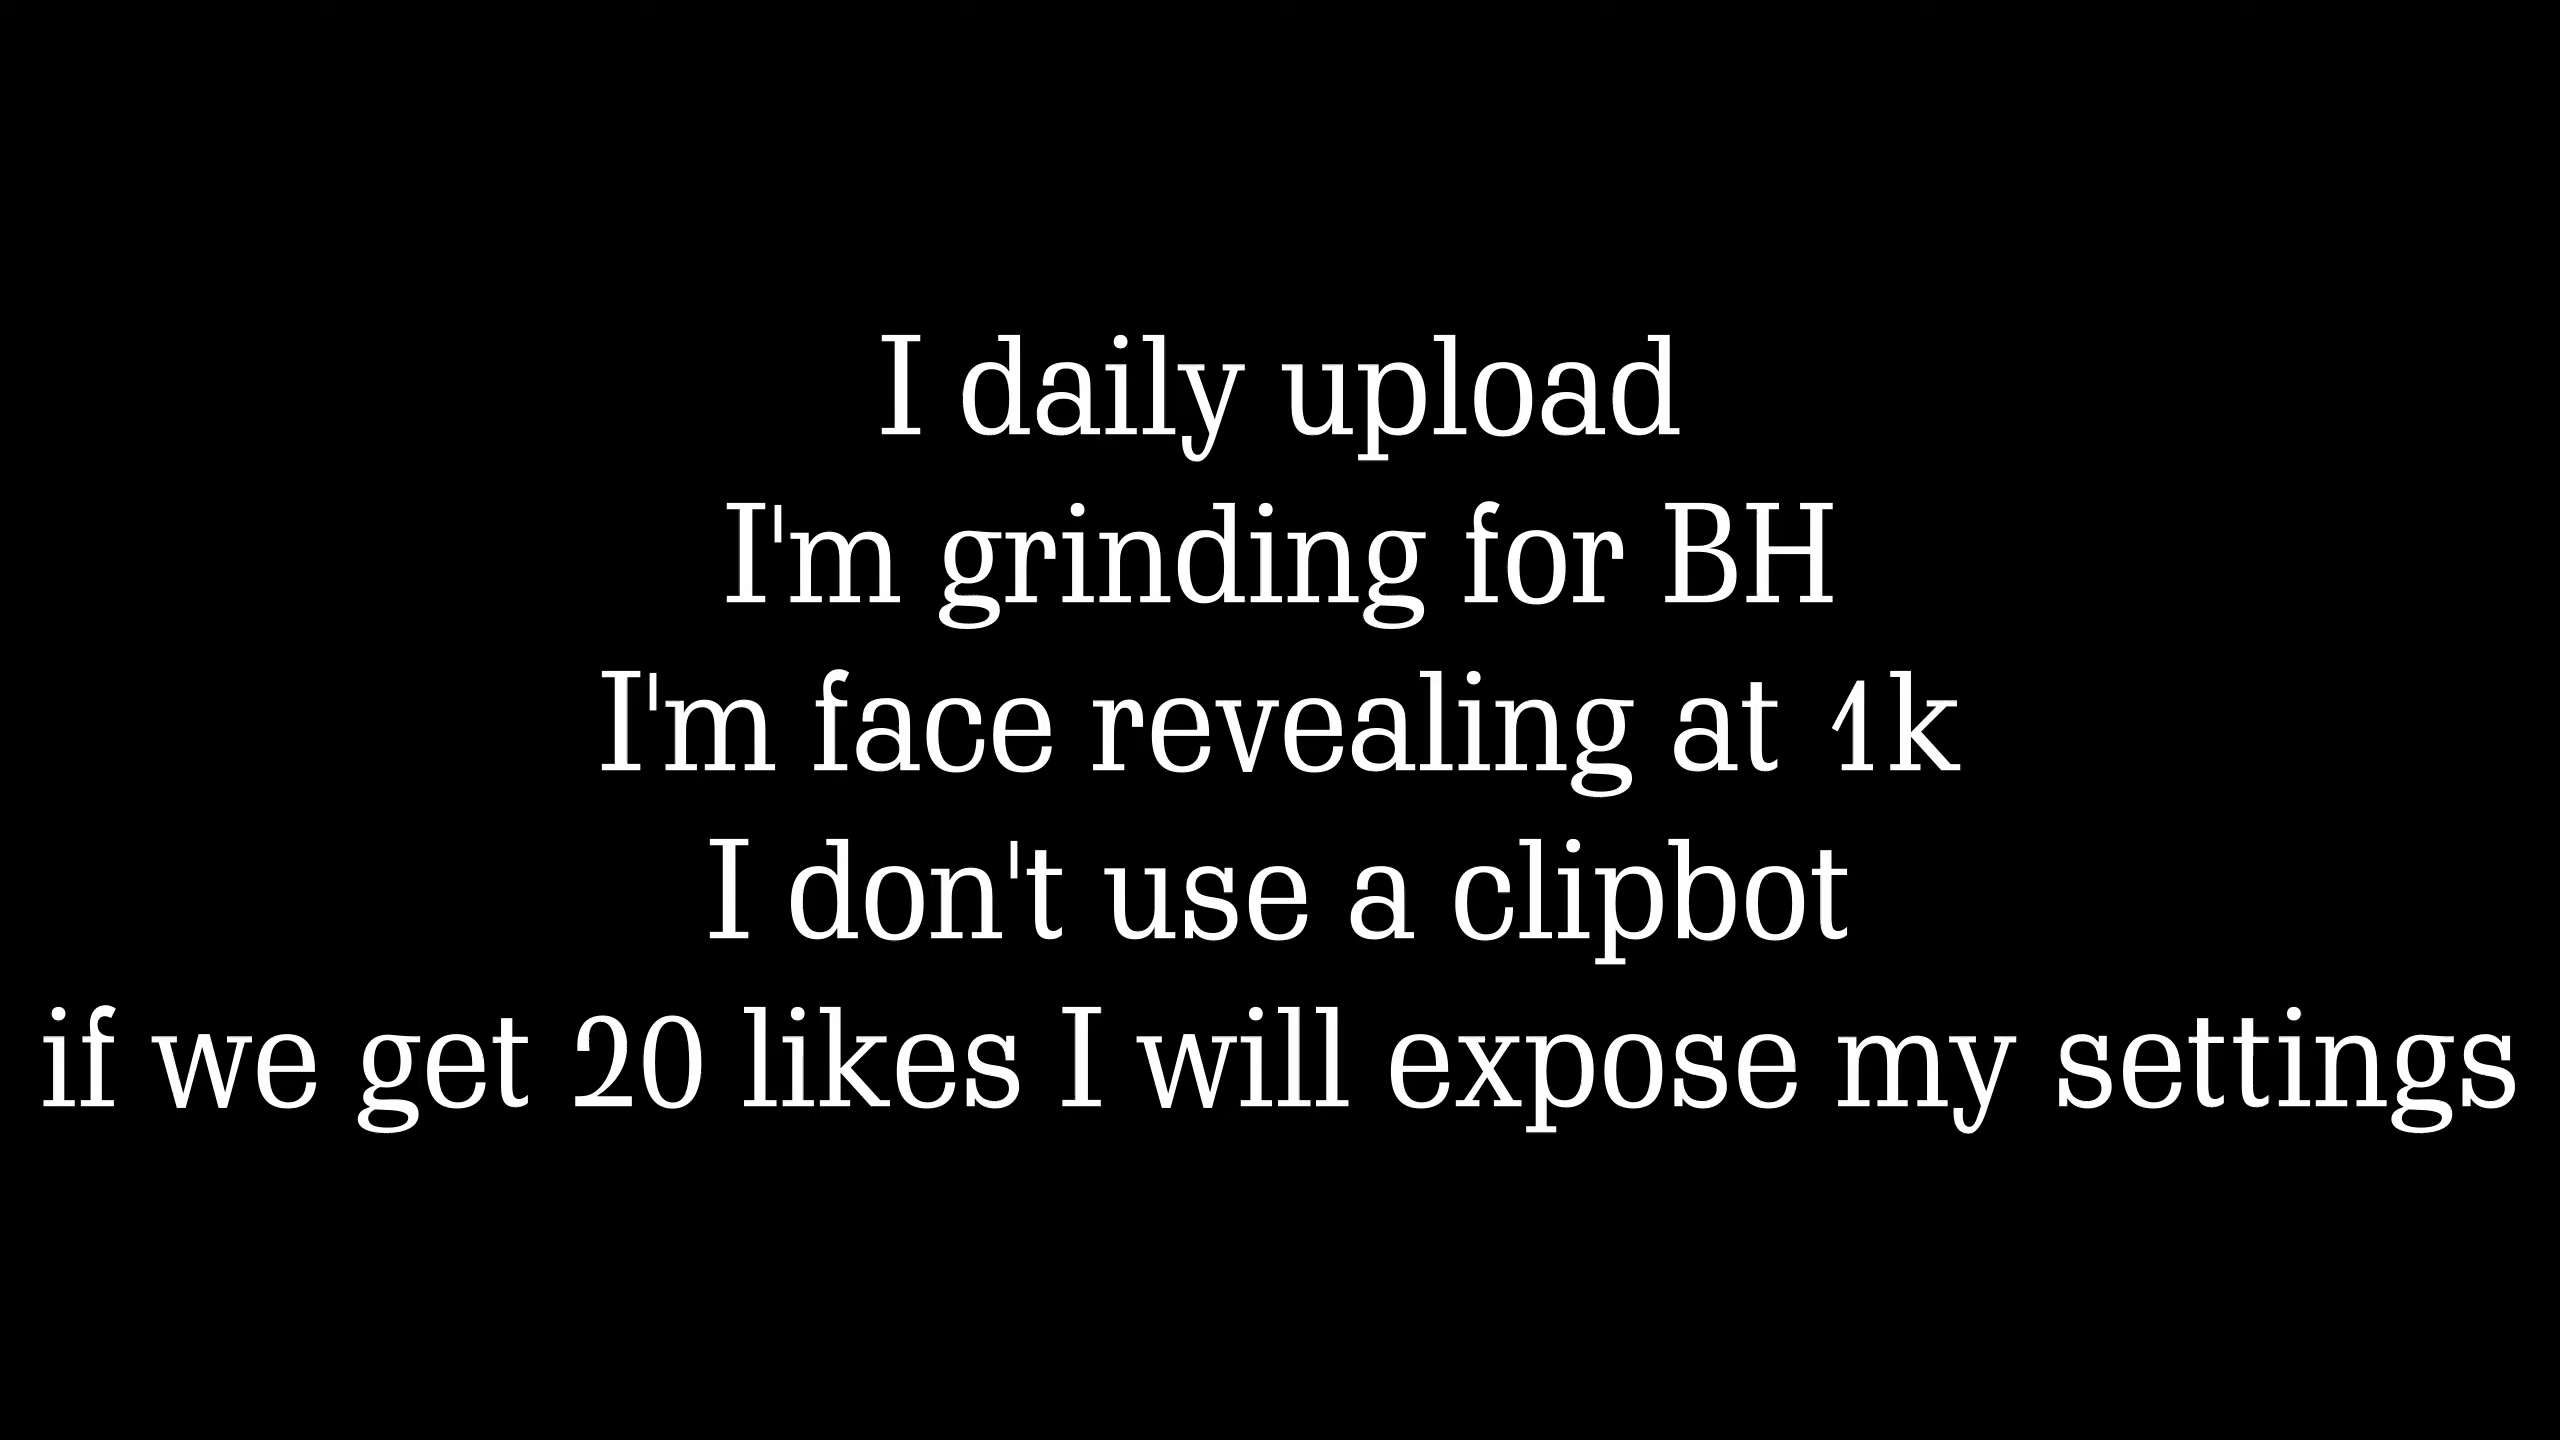 I daily upload
I'm grinding for BH
I'm face revealing at 1k
I don't use a clipbot
if we get 20 likes I will expose my settings